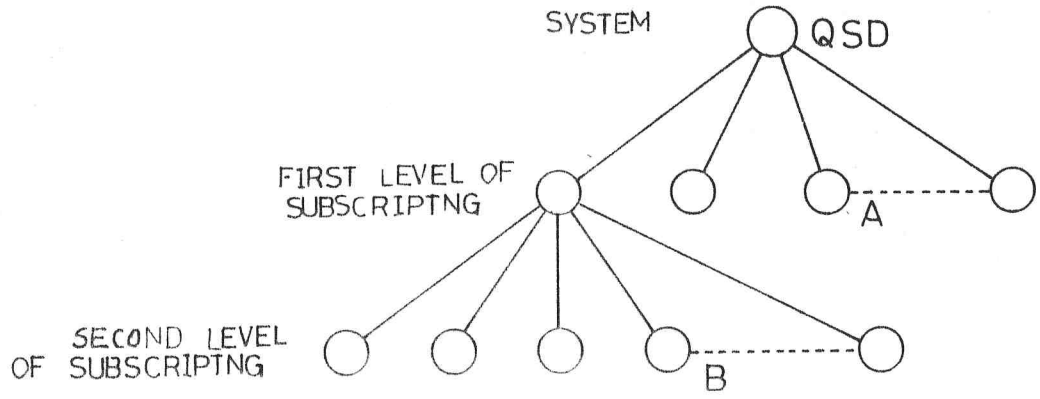 SYSTEM
QSD
FIRST LEVEL OF
SUBSCRIPTNG
A
SECOND LEVEL
OF SUBSCRIPTNG
B